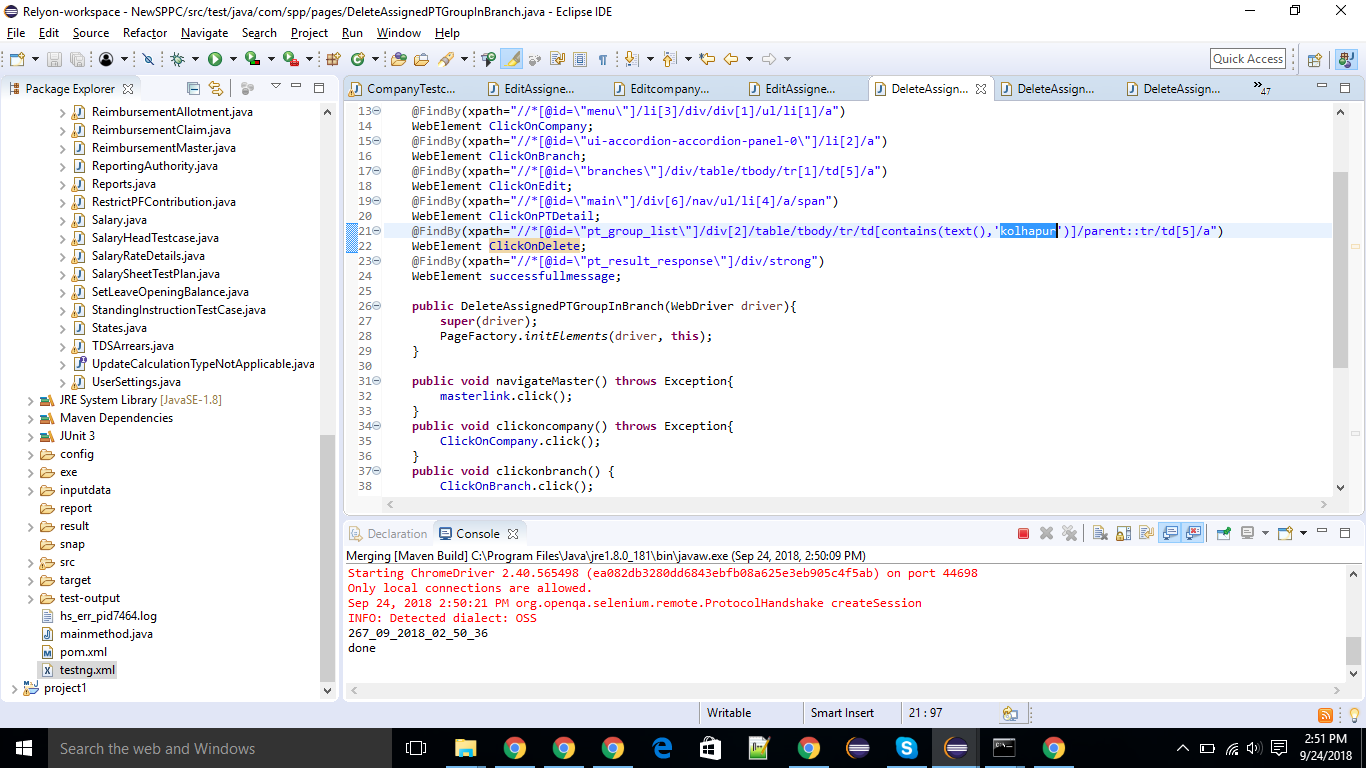 Relyon-workspace - NewSPPC/src/test/java/com/spp/pages/DeleteAssignedPTGroupInBranch.java - Eclipse IDE
File Edit Source Refactor Navigate Search Project Run Window Help
Quick Access
Package Explorer
ReimbursementAllotment.java
ReimbursementClaim.java
ReimbursementMaster.java
ReportingAuthority.java
Reports.java
RestrictPFContribution.java
Salary.java
SalaryHeadTestcase.java
SalaryRateDetails.java
SalarySheetTestPlan.java
SetLeaveOpeningBalance.java
StandingInstructionTestCase.java
States.java
TDSArrears.java
UpdateCalculationTypeNotApplicable.java
UserSettings.java
JRE System Library [JavaSE-1.8]
Maven Dependencies
JUnit 3
config
exe
inputdata
report
result
snap
src
target
test-output
hs_err_pid7464.log
mainmethod.java
pom.xml
testng.xml
project1
CompanyTestc... EditAssigne... Editcompany.... EditAssigne... DeleteAssign... DeleteAssign... DeleteAssign... »47
13 @FindBy(xpath="//*[@id=\"menu\"]/li[3]/div/div[1]/ul/li[1]/a")
14 WebElement ClickOnCompany;
15 @FindBy(xpath="//*[@id=\"ui-accordion-accordion-panel-0\"]/li[2]/a")
16 WebElement ClickOnBranch;
17 @FindBy(xpath="//*[@id=\"branches\"]/div/table/tbody/tr[1]/td[5]/a")
18 WebElement ClickOnEdit;
19 @FindBy(xpath="//*[@id=\"main\"]/div[6]/nav/ul/li[4]/a/span")
20 WebElement ClickOnPTDetail;
21 @FindBy(xpath="//*[@id=\"pt_group_list\"]/div[2]/table/tbody/tr/td[contains(text(),'kolhapur')]/parent::tr/td[5]/a")
22 WebElement ClickOnDelete;
23 @FindBy(xpath="//*[@id=\"pt_result_response\"]/div/strong")
24 WebElement successfullmessage;
25
26 public DeleteAssignedPTGroupInBranch(WebDriver driver){
27 super(driver);
28 PageFactory.initElements(driver, this);
29 }
30
31 public void navigateMaster() throws Exception{
32 masterlink.click();
33 }
34 public void clickoncompany() throws Exception{
35 ClickOnCompany.click();
36 }
37 public void clickonbranch() {
38 ClickOnBranch.click();
Declaration Console
Merging [Maven Build] C:\Program Files\Java\jre1.8.0_181\bin\javaw.exe (Sep 24, 2018, 2:50:09 PM)
Starting ChromeDriver 2.40.565498 (ea082db3280dd6843ebfb08a625e3eb905c4f5ab) on port 44698
Only local connections are allowed.
Sep 24, 2018 2:50:21 PM org.openqa.selenium.remote.ProtocolHandshake createSession
INFO: Detected dialect: OSS
267_09_2018_02_50_36
done
Writable Smart Insert 21 : 97
Search the web and Windows
2:51 PM
9/24/2018